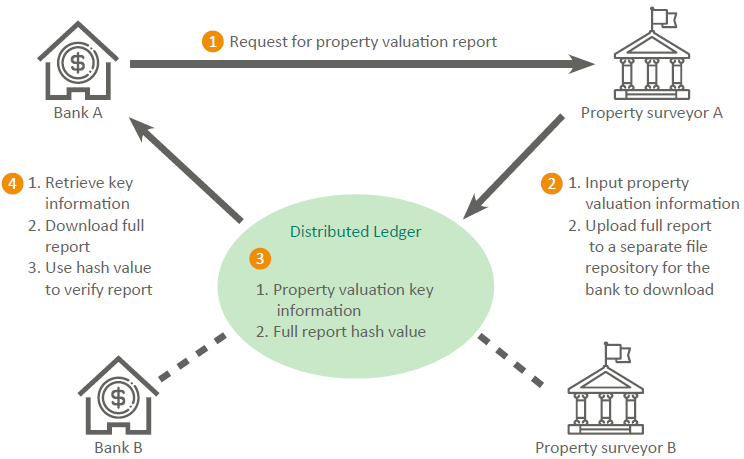 1 Request for property valuation report
Bank A
Property surveyor A
4 1. Retrieve key
information
2. Download full
report
3. Use hash value
to verify report
2 1. Input property
valuation information
2. Upload full report
to a separate file
repository for the
bank to download
Distributed Ledger
3
1. Property valuation key
information
2. Full report hash value
$
$
Bank B
Property surveyor B